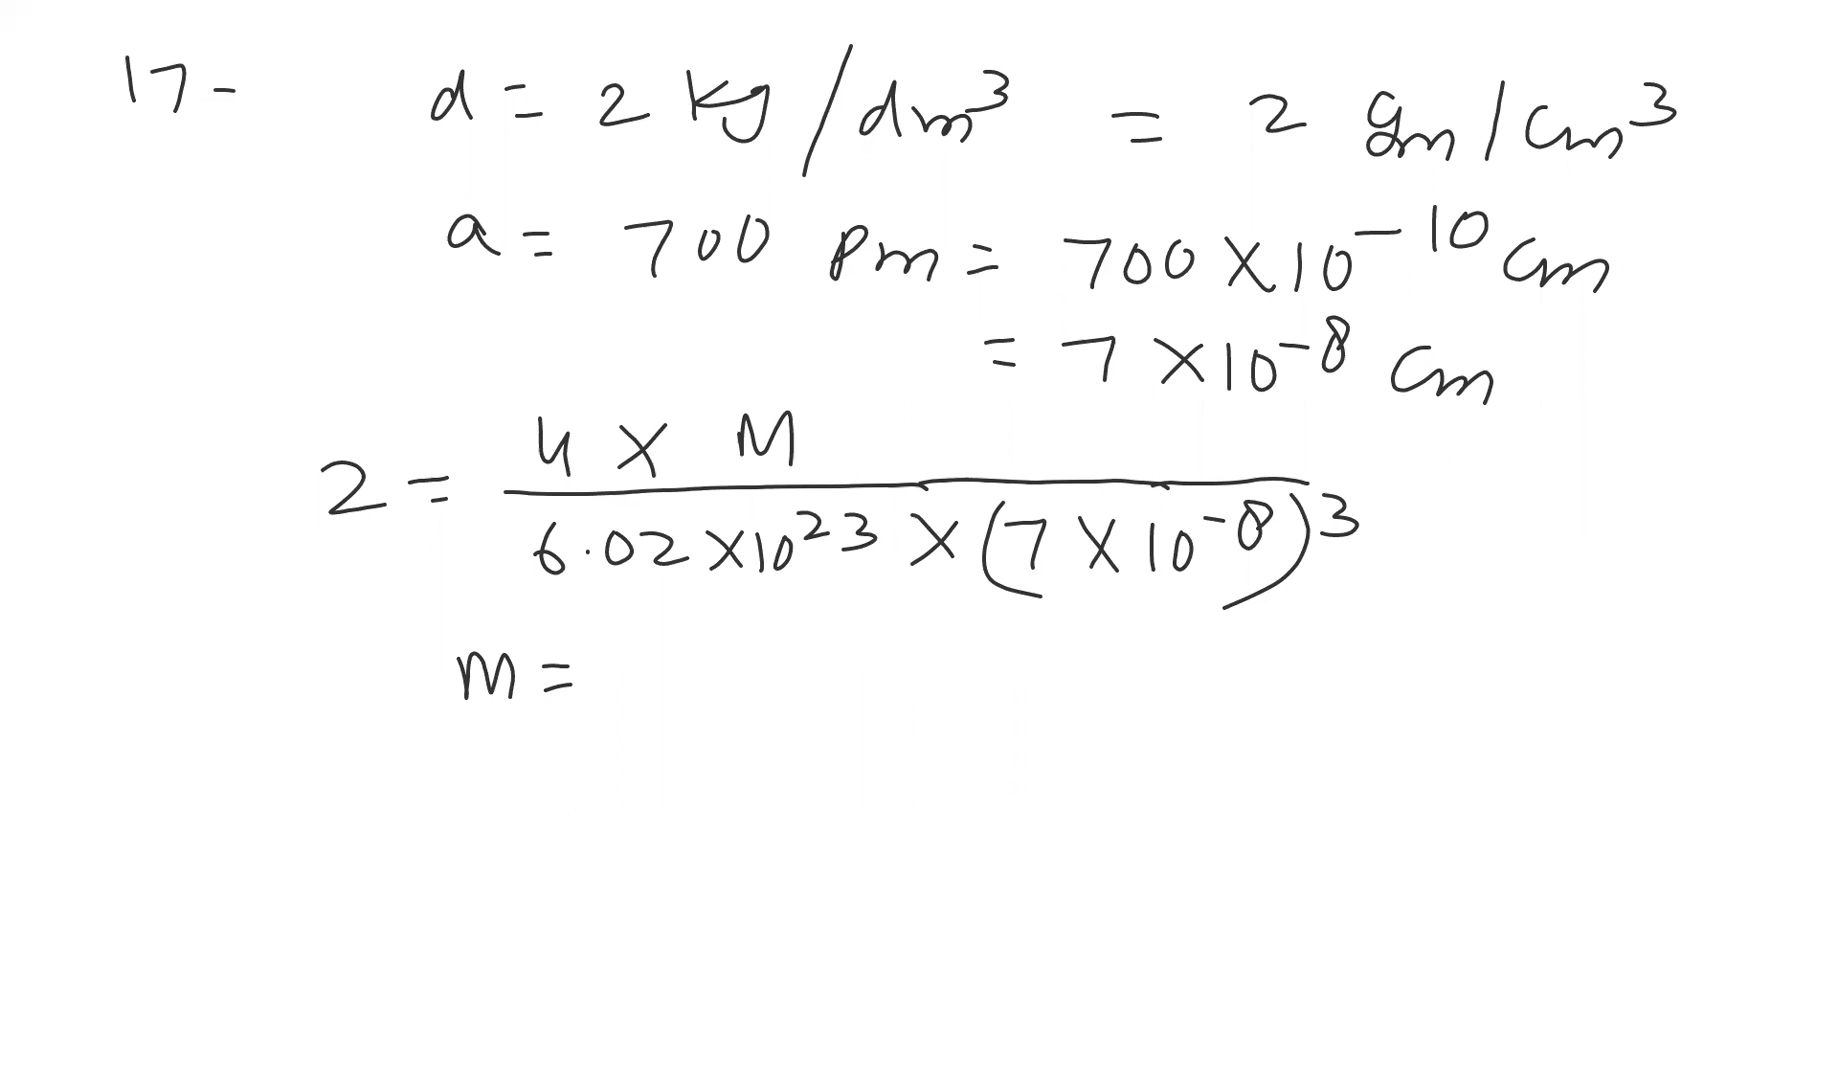 17- d = 2 kg/dm³ = 2 gm/cm³
a = 700 Pm = 700 × 10⁻¹⁰ cm
= 7 × 10⁻⁸ cm
2 = 4 × M / 6.02 × 10²³ × (7 × 10⁻⁸)³
m =